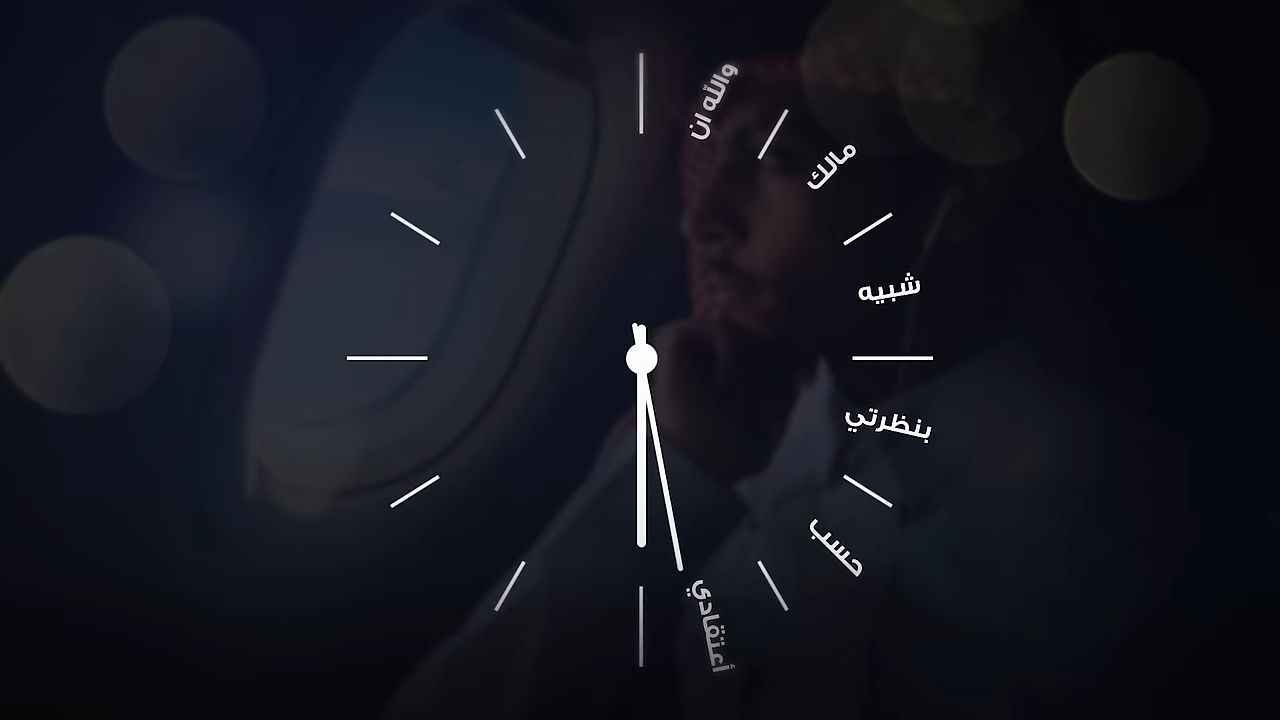 والله ان
مالك
شبيه
بنظرتي
حسب
أعتقادي